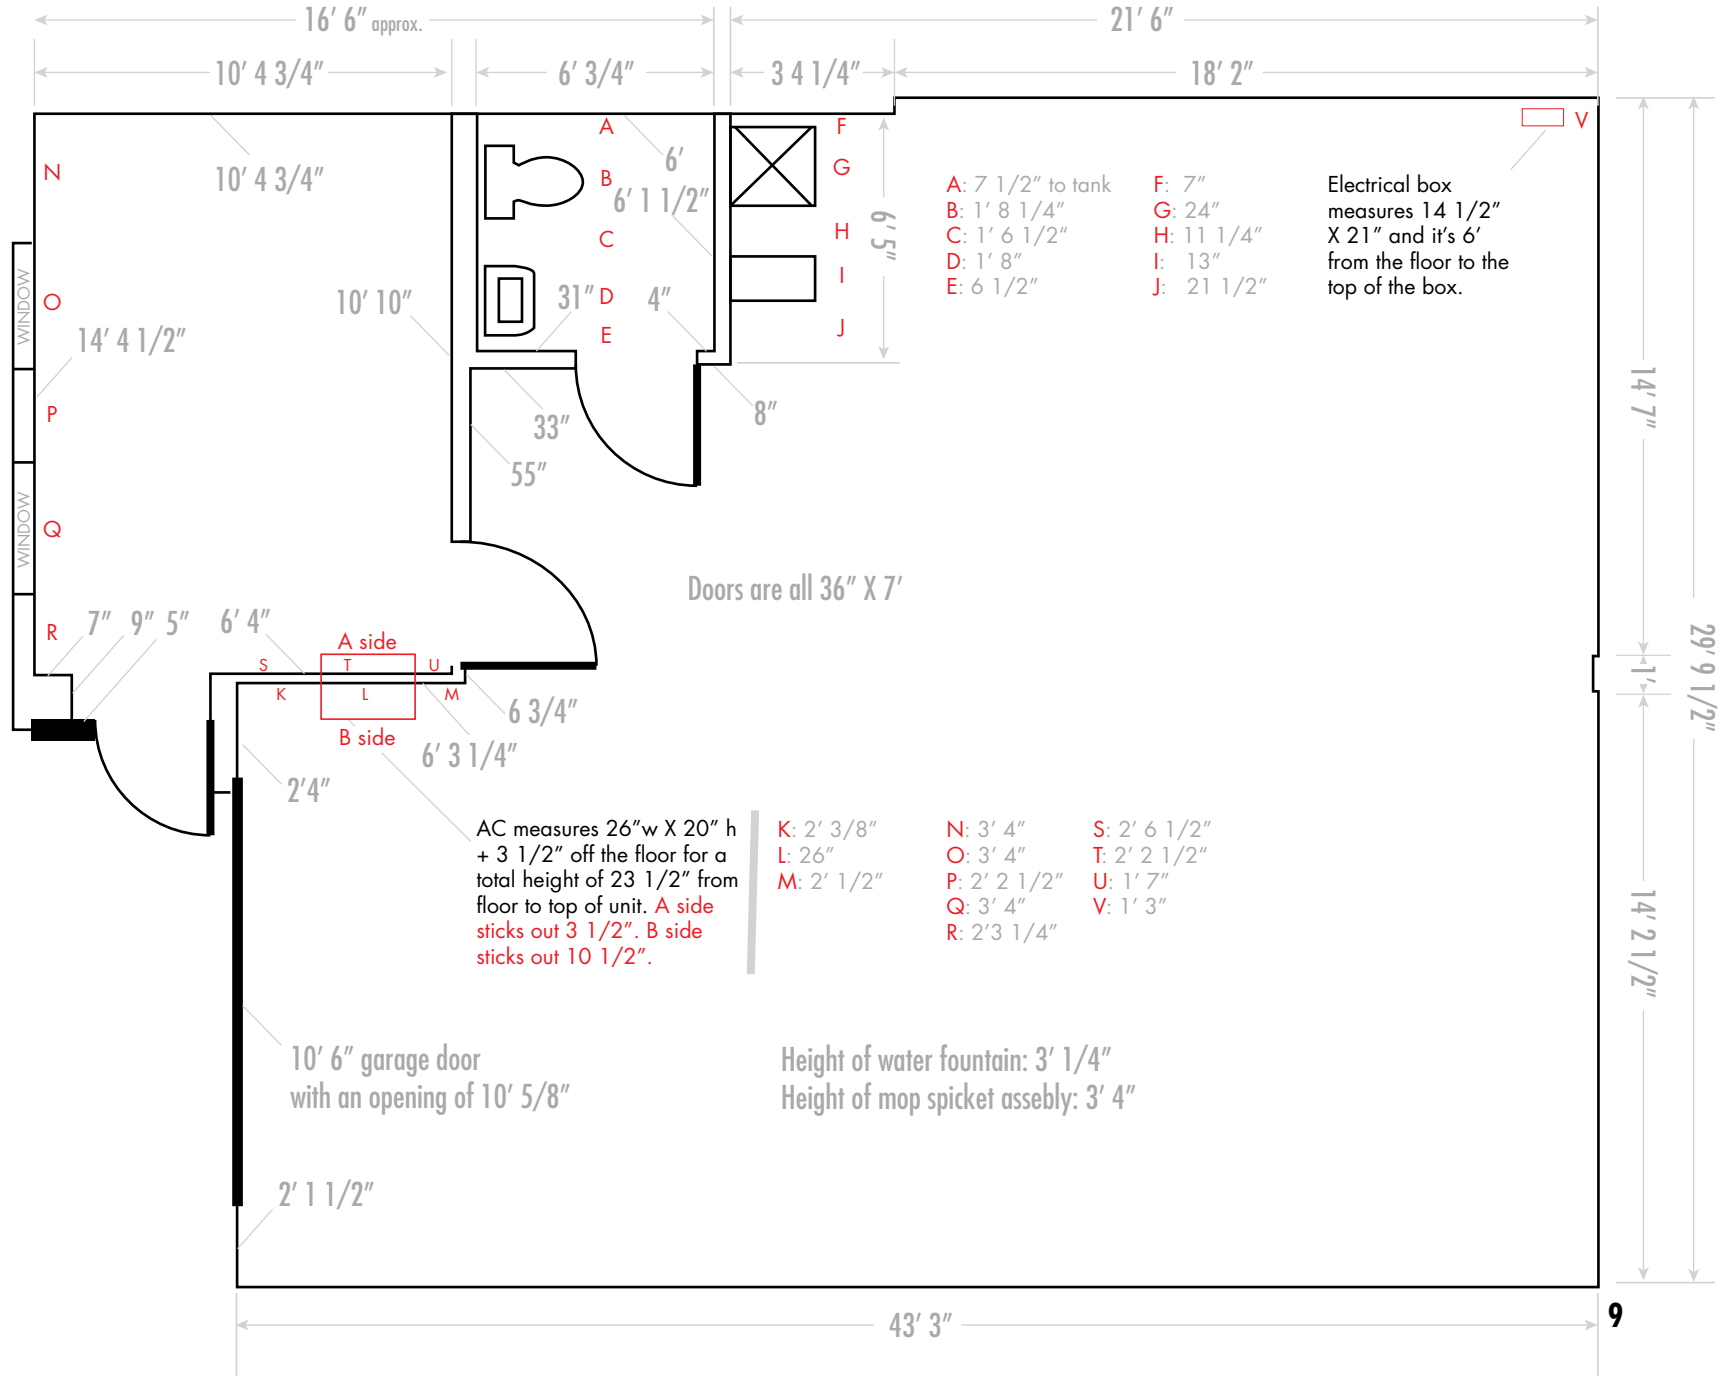 16’ 6” approx.
21’ 6”
10’ 4 3/4”
6’ 3/4”
3 4 1/4”
18’ 2”
A
F
V
N
10’ 4 3/4”
6’
G
B
6’ 1 1/2”
6’ 5”
C
H
A: 7 1/2” to tank
B: 1’ 8 1/4”
C: 1’ 6 1/2”
D: 1’ 8”
E: 6 1/2”
F: 7”
G: 24”
H: 11 1/4”
I: 13”
J: 21 1/2”
Electrical box
measures 14 1/2”
X 21” and it’s 6’
from the floor to the
top of the box.
WINDOW
O
10’ 10”
31”
D
4”
I
14’ 4 1/2”
E
J
14’ 7”
P
33”
8”
55”
WINDOW
Q
Doors are all 36” X 7’
R
7”
9”
5”
6’ 4”
A side
S
T
U
K
L
M
B side
6 3/4”
6’ 3 1/4”
2’4”
1’
29’ 9 1/2”
AC measures 26”w X 20” h
+ 3 1/2” off the floor for a
total height of 23 1/2” from
floor to top of unit. A side
sticks out 3 1/2”. B side
sticks out 10 1/2”.
K: 2’ 3/8”
L: 26”
M: 2’ 1/2”
N: 3’ 4”
O: 3’ 4”
P: 2’ 2 1/2”
Q: 3’ 4”
R: 2’3 1/4”
S: 2’ 6 1/2”
T: 2’ 2 1/2”
U: 1’ 7”
V: 1’ 3”
14’ 2 1/2”
10’ 6” garage door
with an opening of 10’ 5/8”
Height of water fountain: 3’ 1/4”
Height of mop spicket assebly: 3’ 4”
2’ 1 1/2”
43’ 3”
9